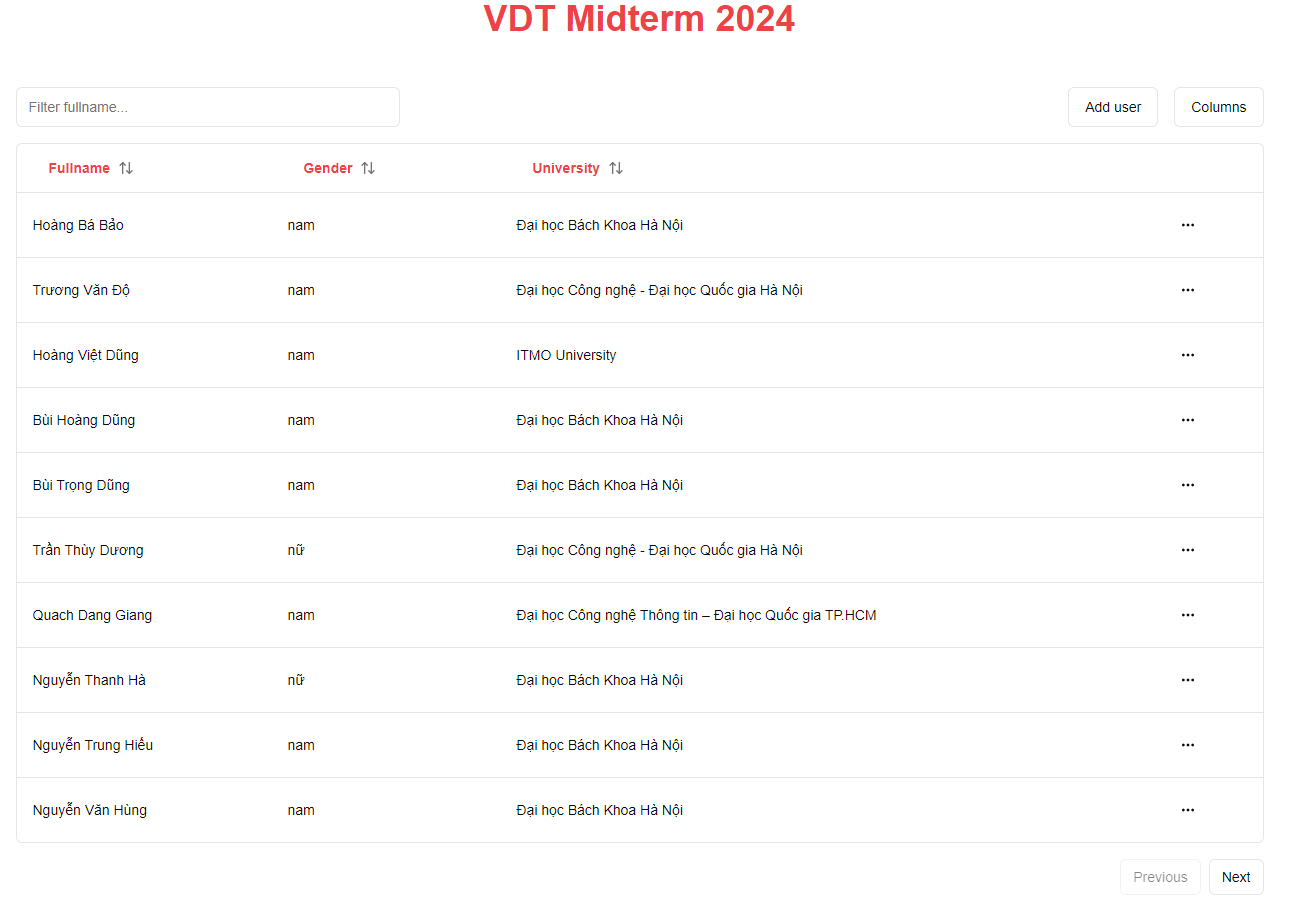 VDT Midterm 2024
Filter fullname...
Add user
Columns
Fullname Gender University
Hoàng Bá Bảo nam Đại học Bách Khoa Hà Nội
Trương Văn Độ nam Đại học Công nghệ - Đại học Quốc gia Hà Nội
Hoàng Việt Dũng nam ITMO University
Bùi Hoàng Dũng nam Đại học Bách Khoa Hà Nội
Bùi Trọng Dũng nam Đại học Bách Khoa Hà Nội
Trần Thùy Dương nữ Đại học Công nghệ - Đại học Quốc gia Hà Nội
Quach Dang Giang nam Đại học Công nghệ Thông tin – Đại học Quốc gia TP.HCM
Nguyễn Thanh Hà nữ Đại học Bách Khoa Hà Nội
Nguyễn Trung Hiếu nam Đại học Bách Khoa Hà Nội
Nguyễn Văn Hùng nam Đại học Bách Khoa Hà Nội
Previous
Next